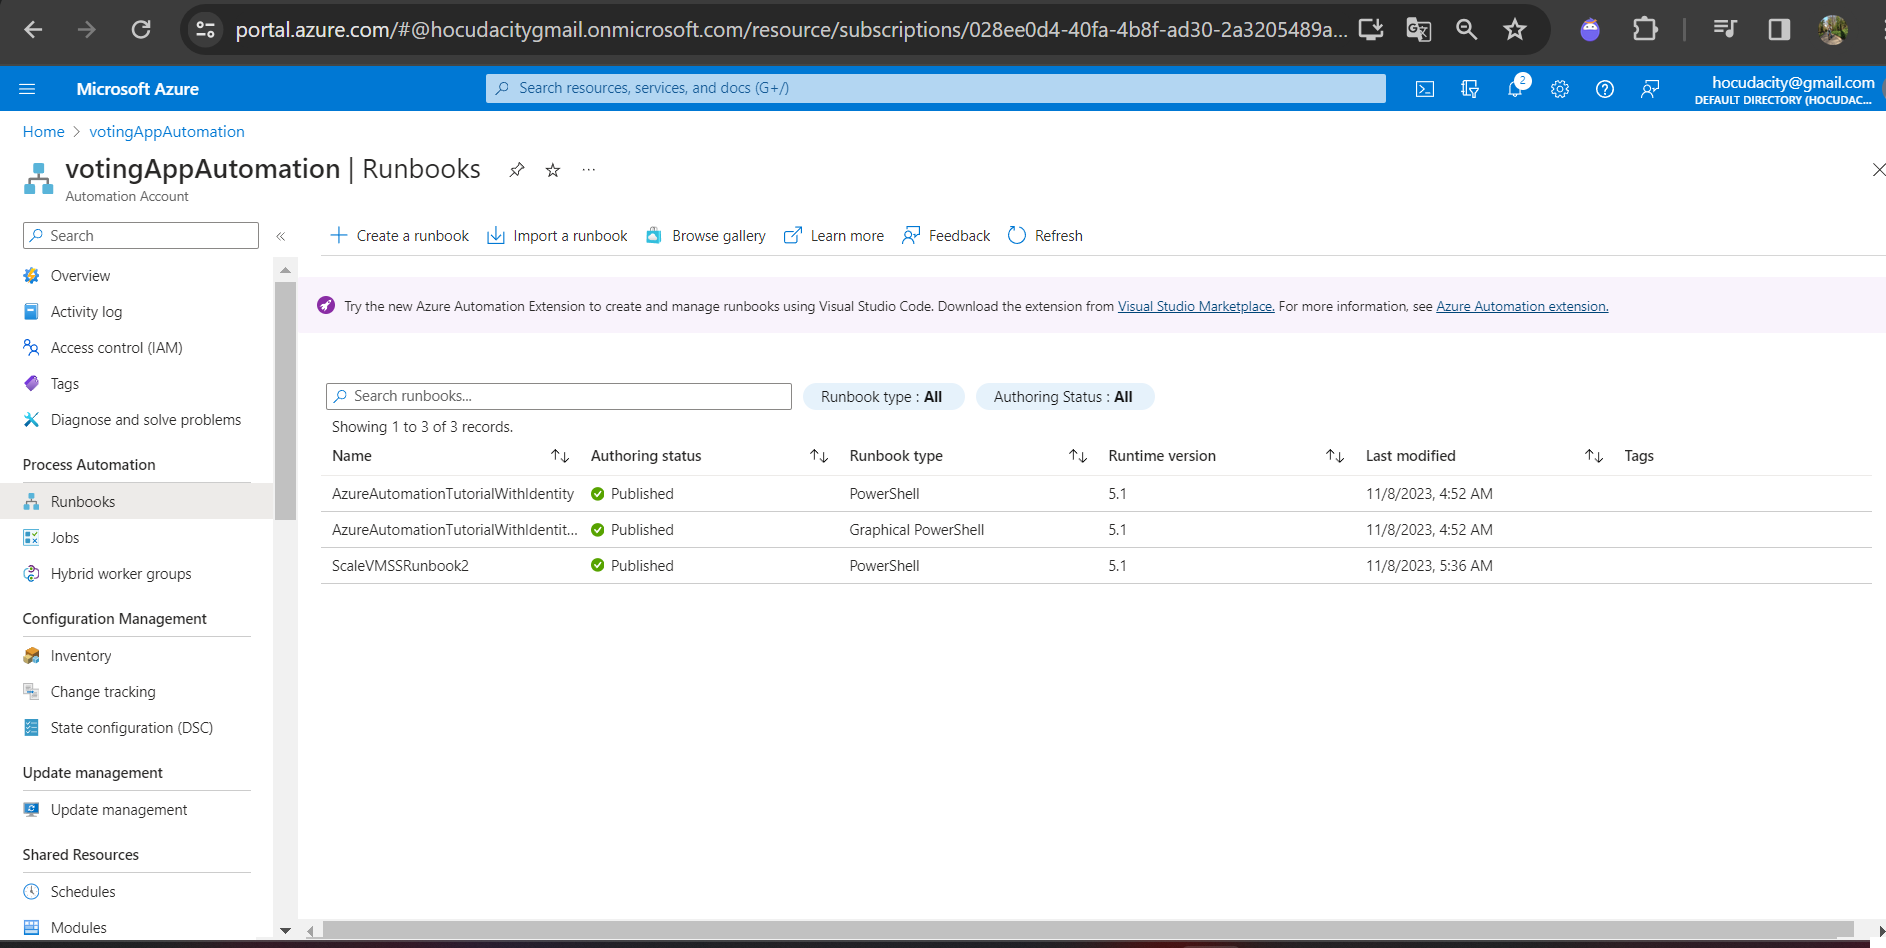 portal.azure.com/#@hocudacitygmail.onmicrosoft.com/resource/subscriptions/028ee0d4-40fa-4b8f-ad30-2a3205489a...
Microsoft Azure
Search resources, services, and docs (G+/)
2
hocudacity@gmail.com
DEFAULT DIRECTORY (HOCUDAC...
Home > votingAppAutomation
votingAppAutomation | Runbooks
Automation Account
Search
Overview
Activity log
Access control (IAM)
Tags
Diagnose and solve problems
Process Automation
Runbooks
Jobs
Hybrid worker groups
Configuration Management
Inventory
Change tracking
State configuration (DSC)
Update management
Update management
Shared Resources
Schedules
Modules
Create a runbook Import a runbook Browse gallery Learn more Feedback Refresh
Try the new Azure Automation Extension to create and manage runbooks using Visual Studio Code. Download the extension from Visual Studio Marketplace. For more information, see Azure Automation extension.
Search runbooks... Runbook type : All Authoring Status : All
Showing 1 to 3 of 3 records.
Name Authoring status Runbook type Runtime version Last modified Tags
AzureAutomationTutorialWithIdentity Published PowerShell 5.1 11/8/2023, 4:52 AM
AzureAutomationTutorialWithIdentit... Published Graphical PowerShell 5.1 11/8/2023, 4:52 AM
ScaleVMSSRunbook2 Published PowerShell 5.1 11/8/2023, 5:36 AM